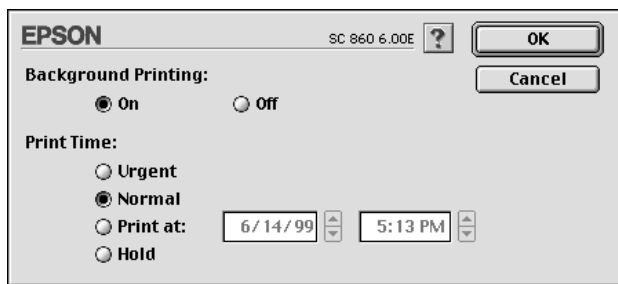 EPSON SC 860 6.00E ? OK
Background Printing: Cancel
On Off
Print Time:
Urgent
Normal
Print at: 6/14/99 5:13 PM
Hold